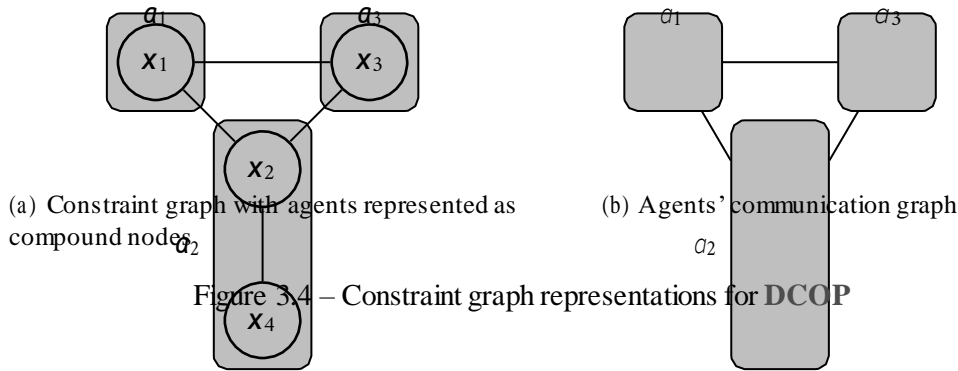 a1 a3
x1 x3
x2
x4
a2
(a) Constraint graph with agents represented as
compound nodes
a1 a3
a2
(b) Agents' communication graph
Figure 3.4 – Constraint graph representations for DCOP